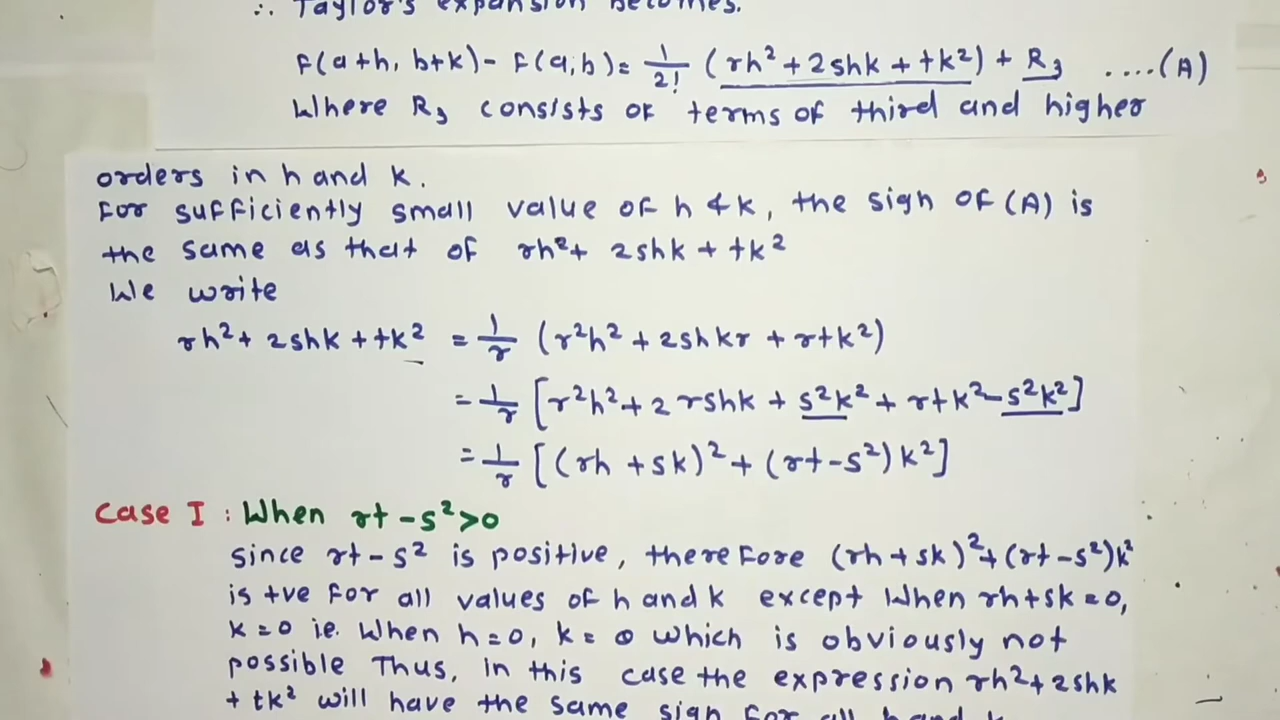 ∴ Taylor's expansion becomes.
f(a+h, b+k) - f(a,b) = 1/2! (rh² + 2shk + tk²) + R₃ ....(A)
Where R₃ consists of terms of third and higher
orders in h and k.
For sufficiently small value of h & k, the sign of (A) is
the same as that of rh² + 2shk + tk²
We write
rh² + 2shk + tk² = 1/r (r²h² + 2shkr + rtk²)
= 1/r [r²h² + 2rshk + s²k² + rtk² - s²k²]
= 1/r [(rh + sk)² + (rt - s²)k²]
Case I : When rt - s² > 0
since rt - s² is positive, therefore (rh + sk)² + (rt - s²)k²
is +ve for all values of h and k except when rh + sk = 0,
k = 0 ie. when h = 0, k = 0 which is obviously not
possible Thus, in this case the expression rh² + 2shk
+ tk² will have the same sign for all h and k